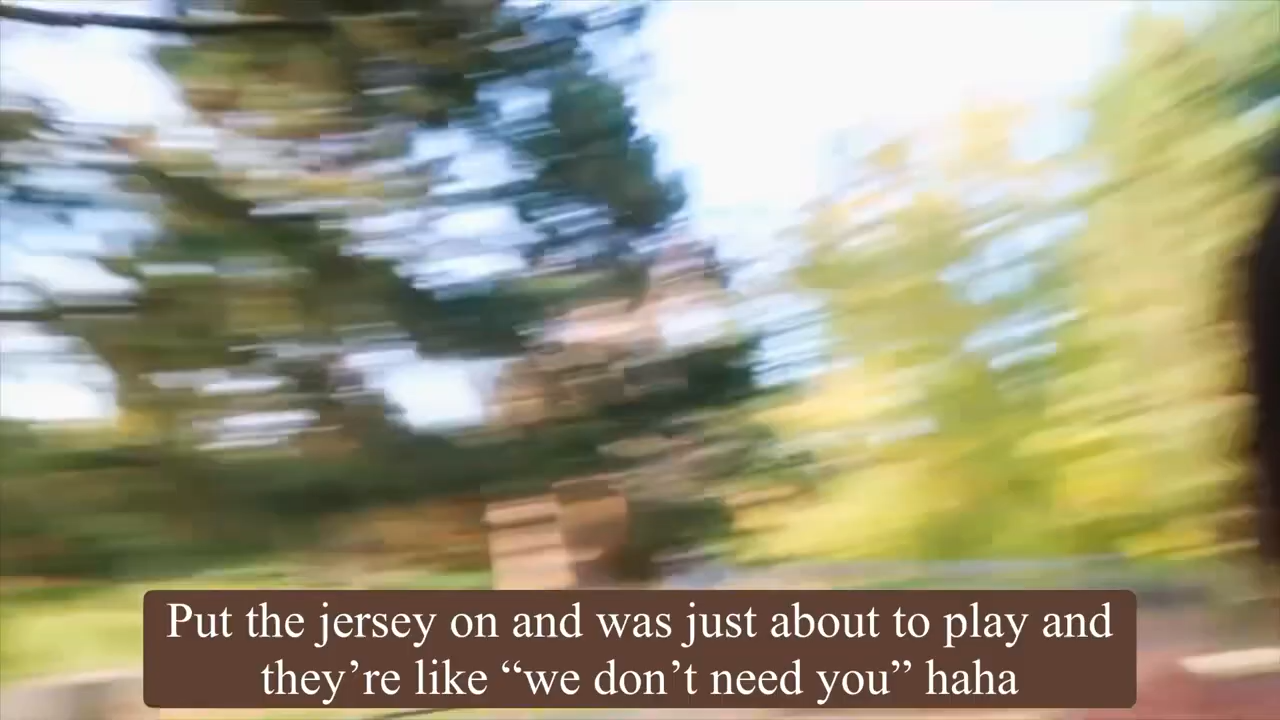 Put the jersey on and was just about to play and
they’re like “we don’t need you” haha